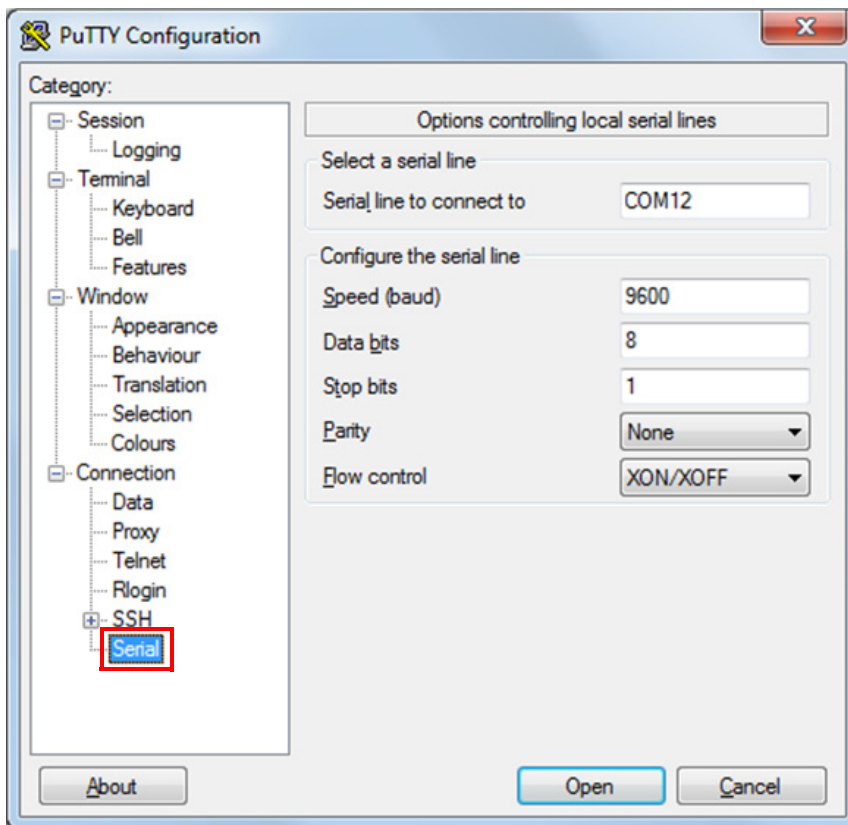 PuTTY Configuration
Category:
Session
Logging
Terminal
Keyboard
Bell
Features
Window
Appearance
Behaviour
Translation
Selection
Colours
Connection
Data
Proxy
Telnet
Rlogin
SSH
Serial
Options controlling local serial lines
Select a serial line
Serial line to connect to COM12
Configure the serial line
Speed (baud) 9600
Data bits 8
Stop bits 1
Parity None
Flow control XON/XOFF
About Open Cancel